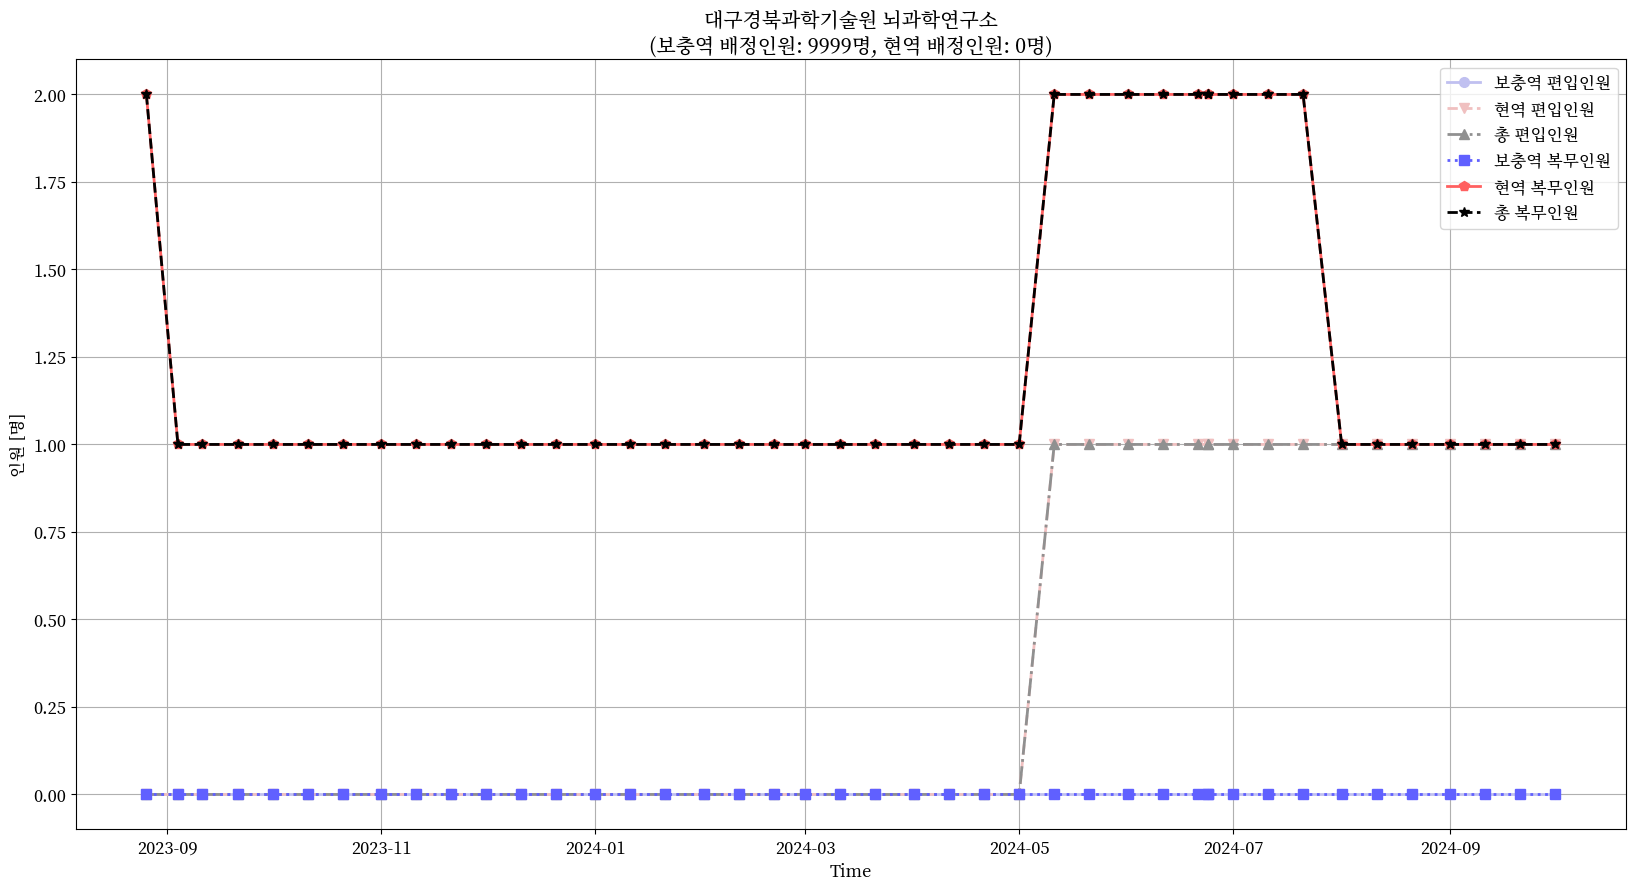 대구경북과학기술원 뇌과학연구소
(보충역 배정인원: 9999명, 현역 배정인원: 0명)
보충역 편입인원
현역 편입인원
총 편입인원
보충역 복무인원
현역 복무인원
총 복무인원
인원 [명]
2.00
1.75
1.50
1.25
1.00
0.75
0.50
0.25
0.00
2023-09 2023-11 2024-01 2024-03 2024-05 2024-07 2024-09
Time